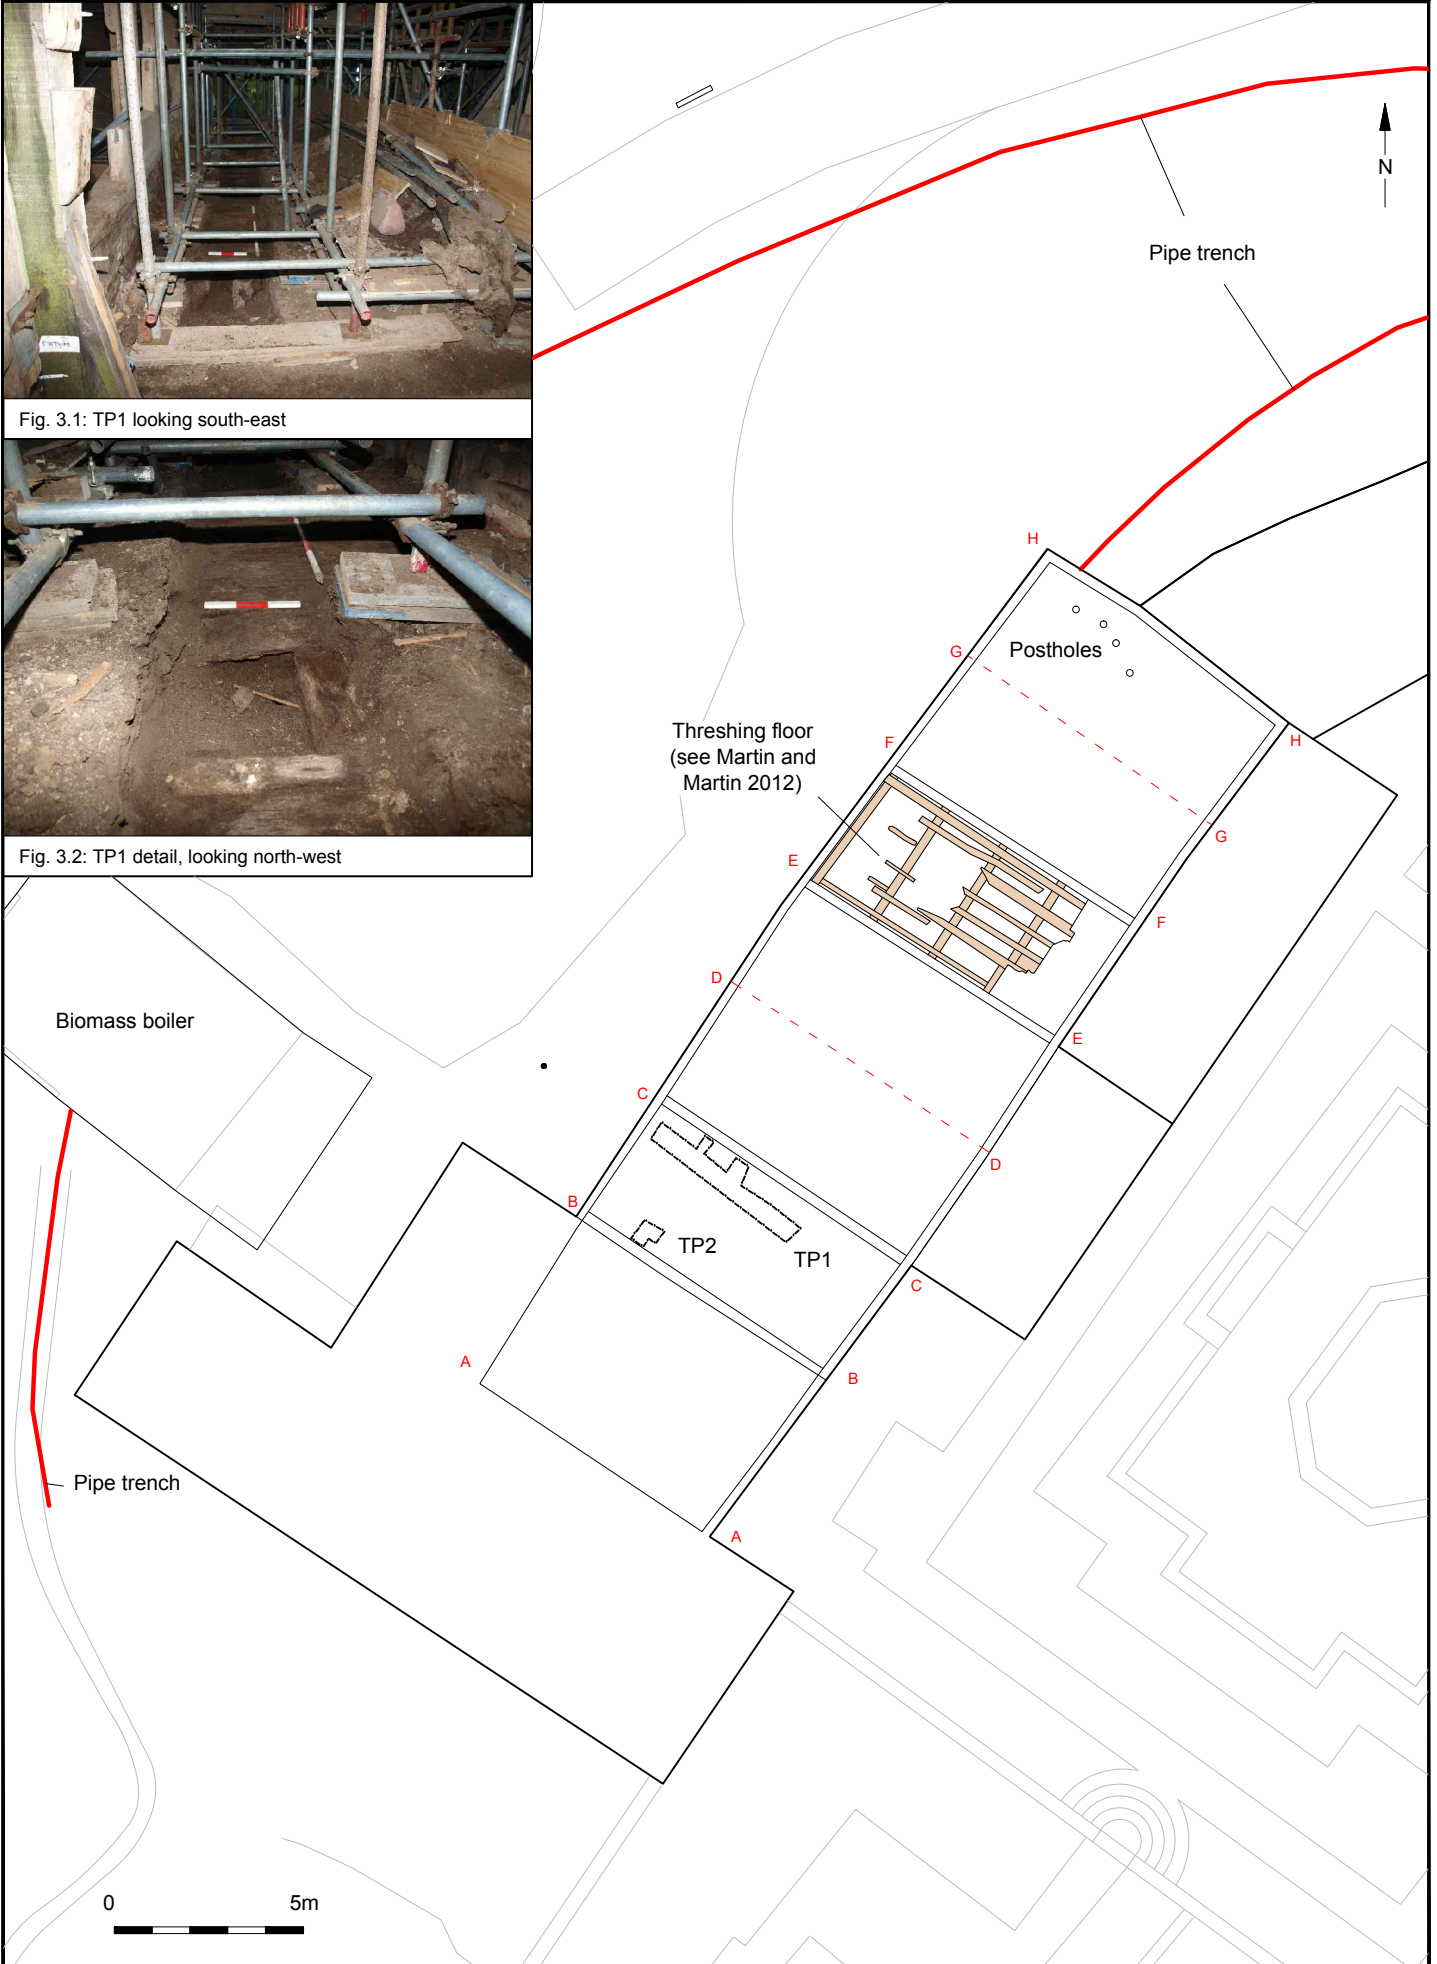 DATUM
Fig. 3.1: TP1 looking south-east
Fig. 3.2: TP1 detail, looking north-west
N
Pipe trench
H
Postholes
G
H
Threshing floor
(see Martin and
Martin 2012)
F
G
E
F
D
E
Biomass boiler
C
D
B
TP2
TP1
C
A
B
Pipe trench
A
0 5m